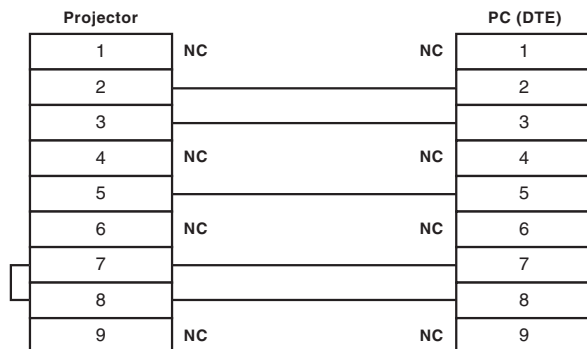 Projector PC (DTE)
1 NC NC 1
2 2
3 3
4 NC NC 4
5 5
6 NC NC 6
7 7
8 8
9 NC NC 9